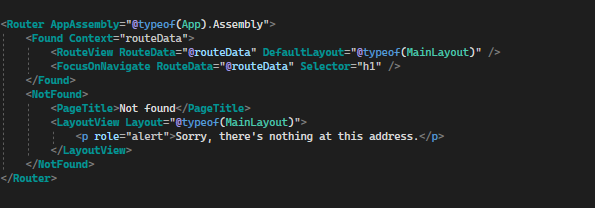 <Router AppAssembly="@typeof(App).Assembly">
<Found Context="routeData">
<RouteView RouteData="@routeData" DefaultLayout="@typeof(MainLayout)" />
<FocusOnNavigate RouteData="@routeData" Selector="h1" />
</Found>
<NotFound>
<PageTitle>Not found</PageTitle>
<LayoutView Layout="@typeof(MainLayout)">
<p role="alert">Sorry, there's nothing at this address.</p>
</LayoutView>
</NotFound>
</Router>